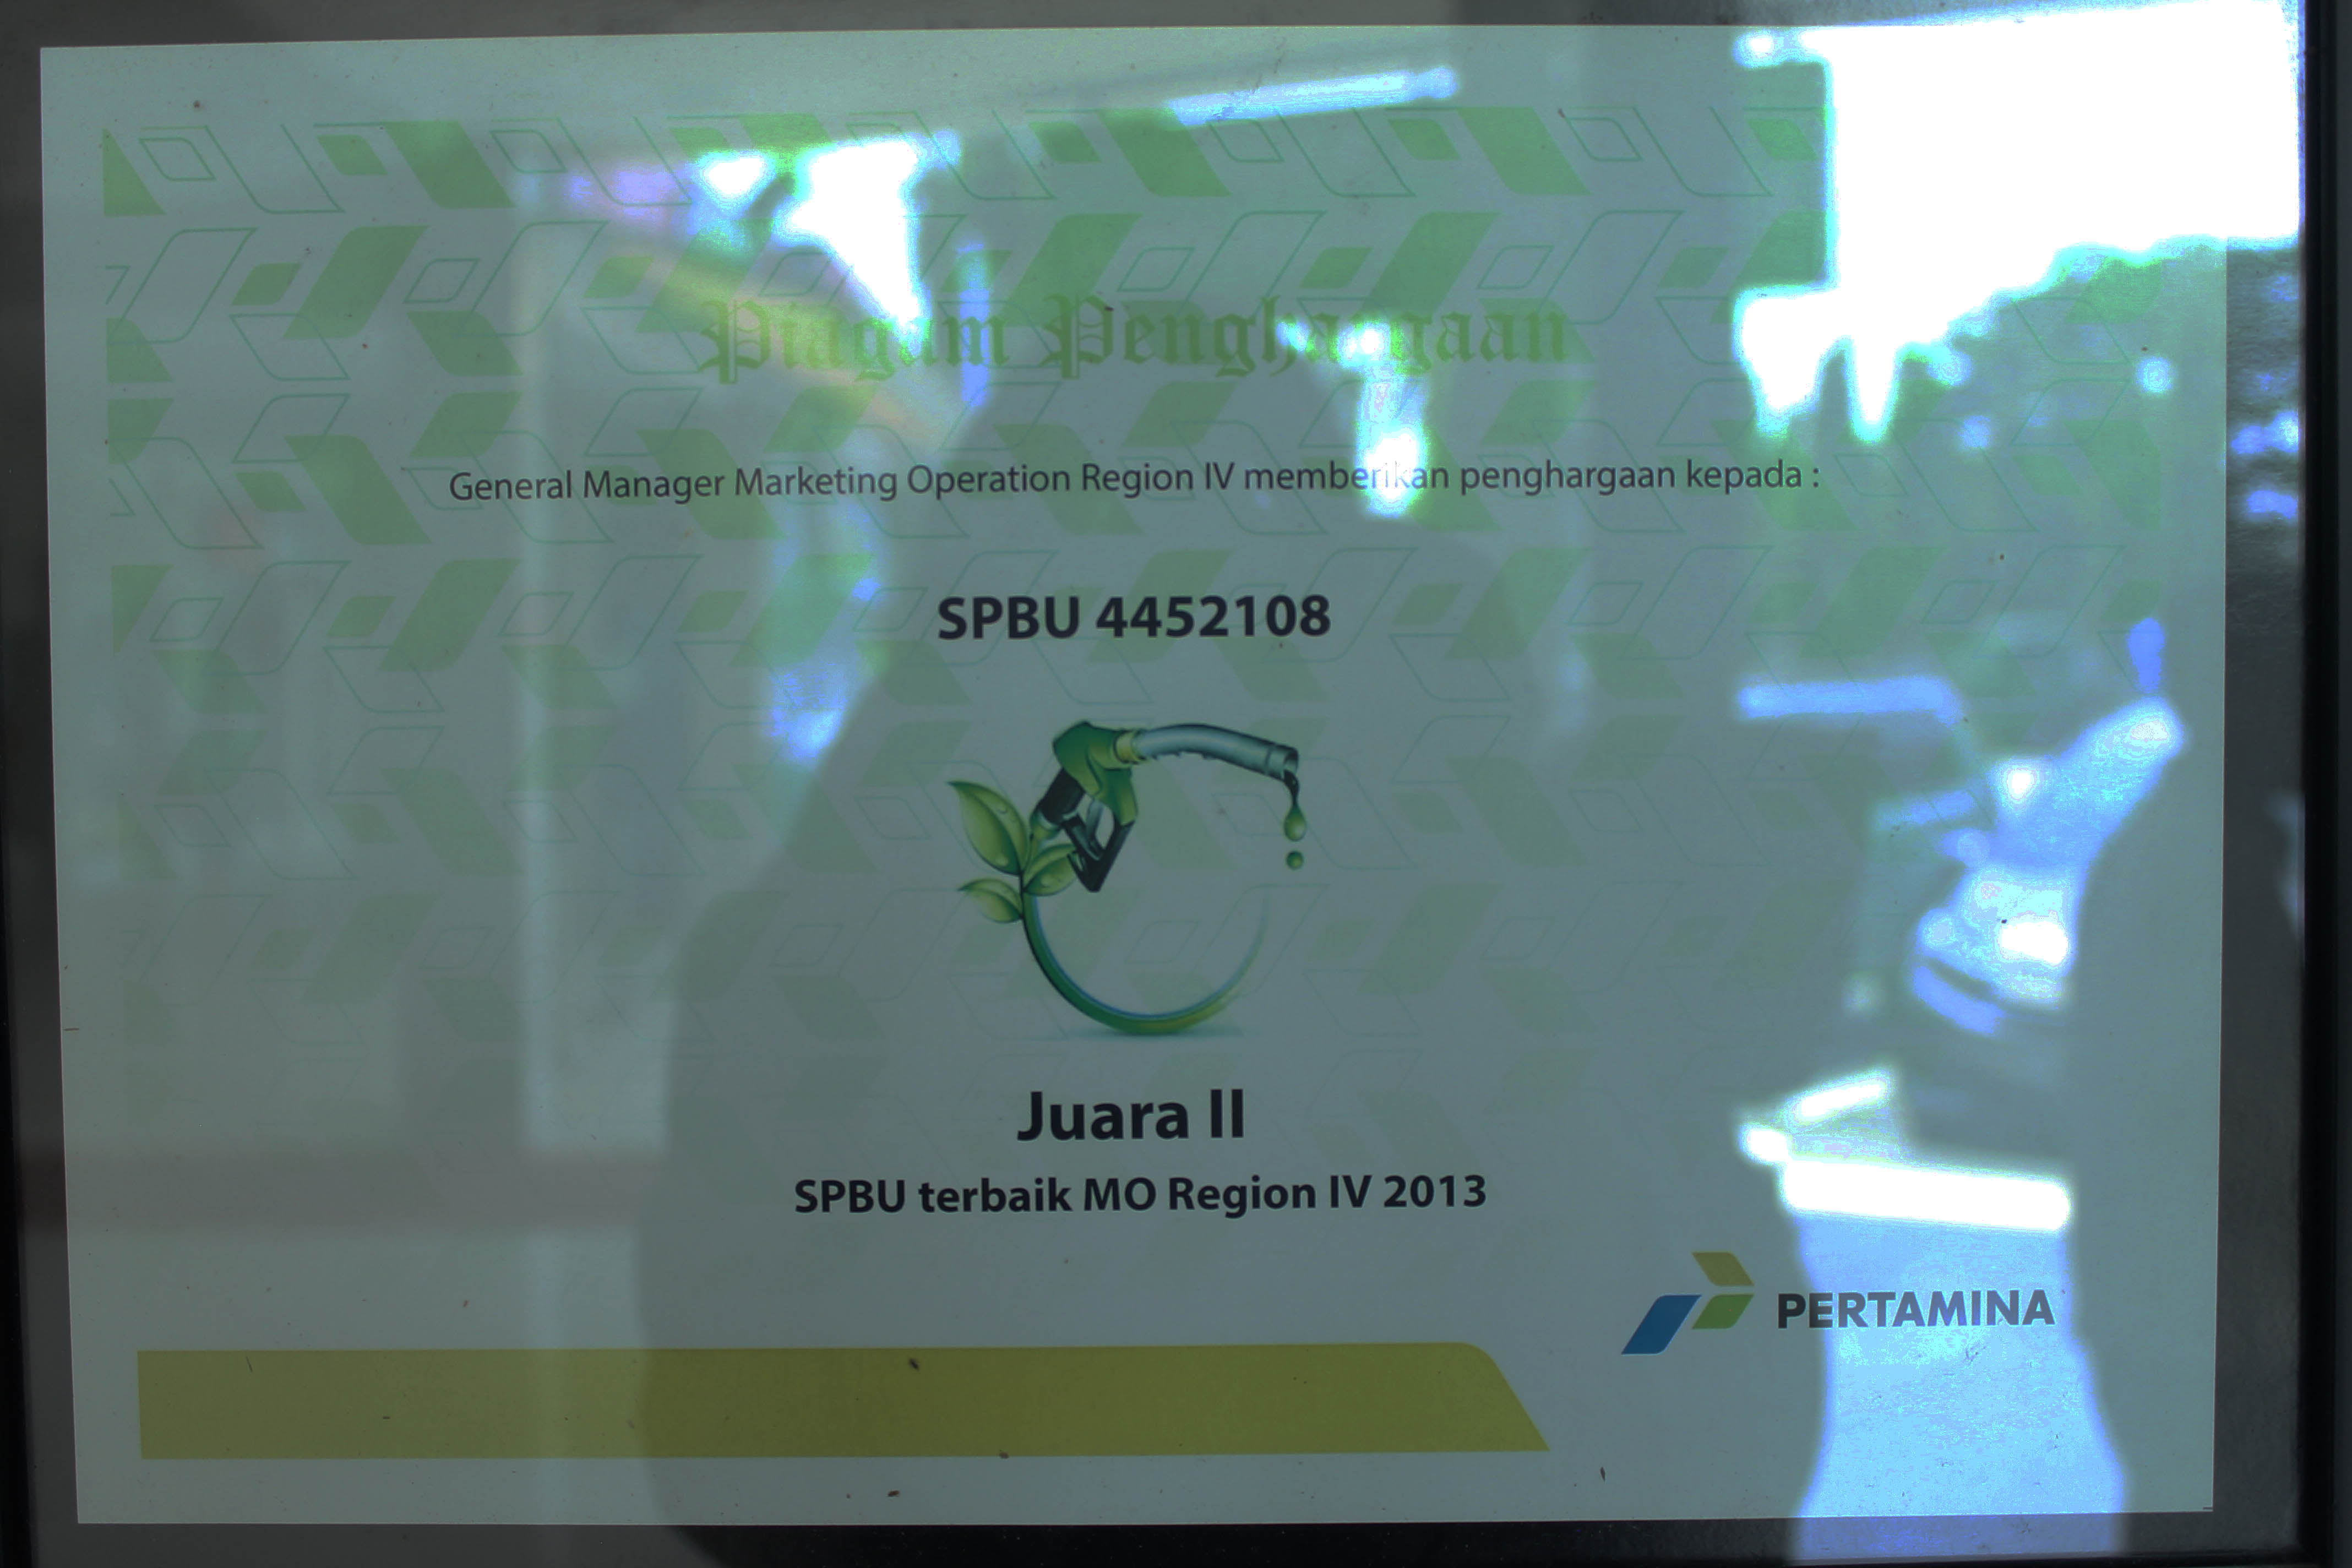 Piagam Penghargaan
General Manager Marketing Operation Region IV memberikan penghargaan kepada :
SPBU 4452108
Juara II
SPBU terbaik MO Region IV 2013
PERTAMINA